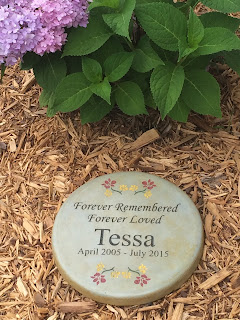 Forever Remembered
Forever Loved
Tessa
April 2005 - July 2015